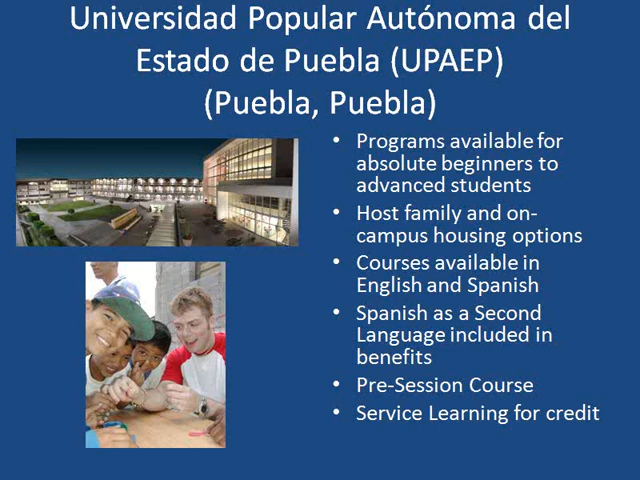 Universidad Popular Autónoma del
Estado de Puebla (UPAEP)
(Puebla, Puebla)
• Programs available for
absolute beginners to
advanced students
• Host family and on-
campus housing options
• Courses available in
English and Spanish
• Spanish as a Second
Language included in
benefits
• Pre-Session Course
• Service Learning for credit